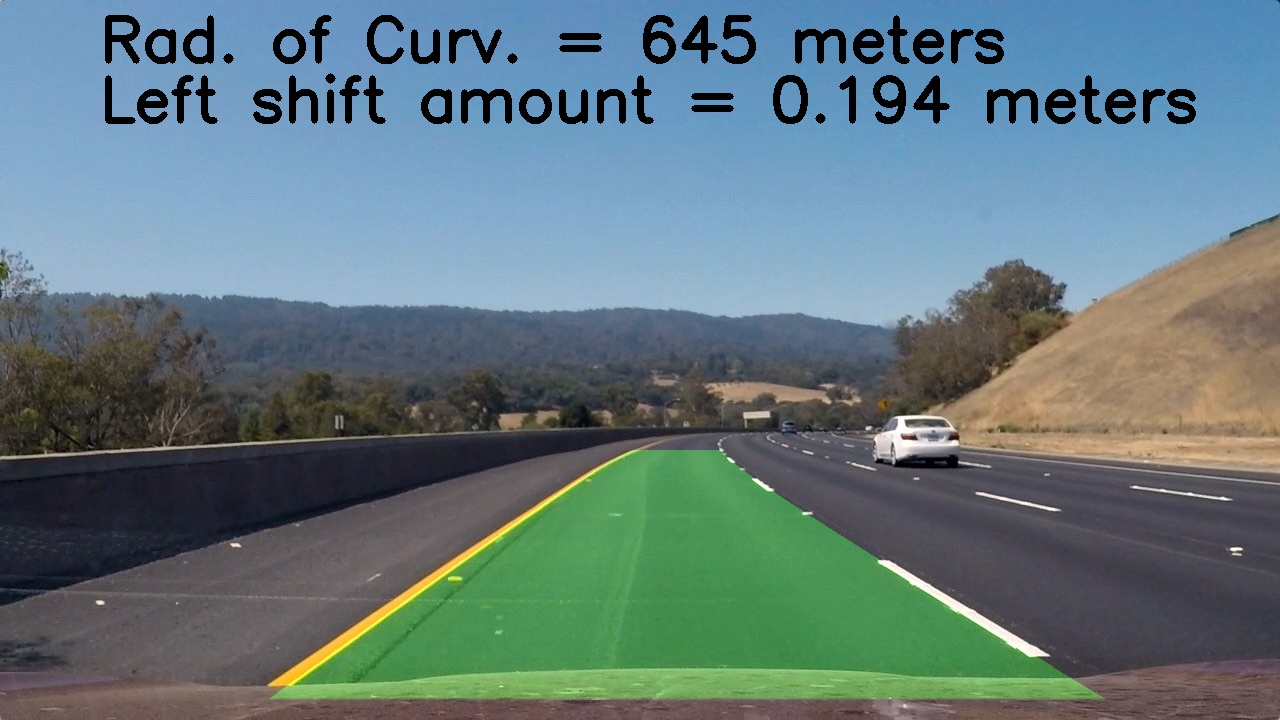 Rad. of Curv. = 645 meters
Left shift amount = 0.194 meters